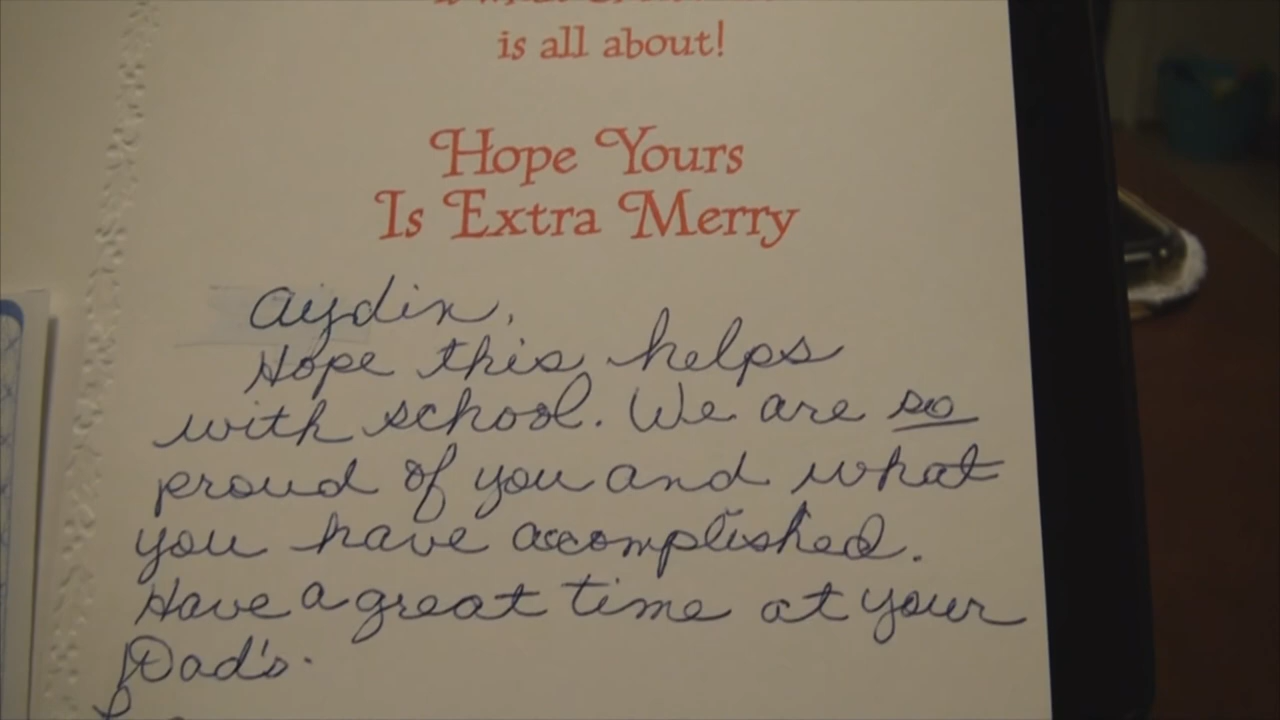 is all about!
Hope Yours
Is Extra Merry
Aydin,
Hope this helps
with school. We are so
proud of you and what
you have accomplished.
Have a great time at your
Dad's.